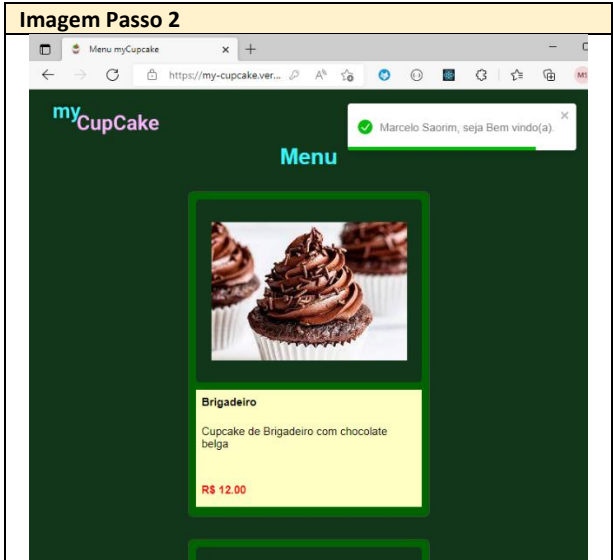 Imagem Passo 2
Menu myCupcake
https://my-cupcake.ver...
my
CupCake
Marcelo Saorim, seja Bem vindo(a).
Menu
Brigadeiro
Cupcake de Brigadeiro com chocolate
belga
R$ 12.00